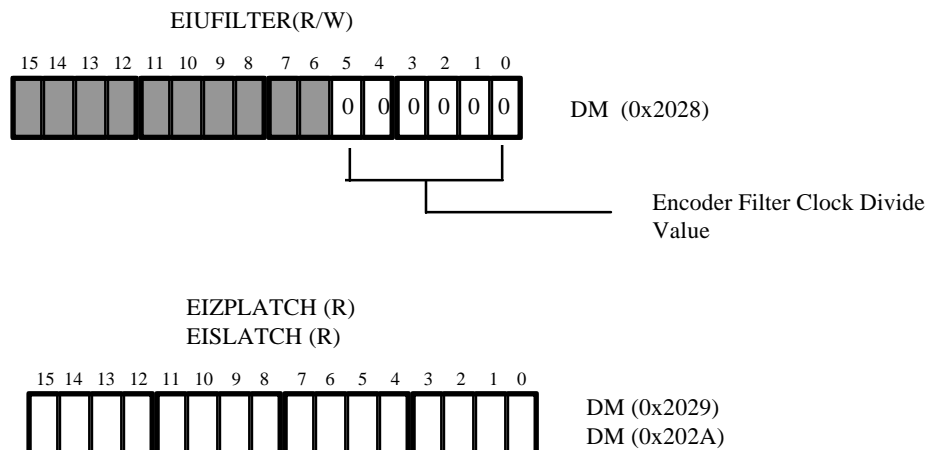 EIUFILTER(R/W)
15 14 13 12 11 10 9 8 7 6 5 4 3 2 1 0
0 0 0 0 0 0
DM (0x2028)
Encoder Filter Clock Divide
Value
EIZPLATCH (R)
EISLATCH (R)
15 14 13 12 11 10 9 8 7 6 5 4 3 2 1 0
DM (0x2029)
DM (0x202A)